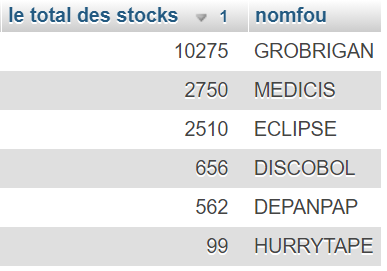 le total des stocks 1 nomfou
10275 GROBRIGAN
2750 MEDICIS
2510 ECLIPSE
656 DISCOBOL
562 DEPANPAP
99 HURRYTAPE